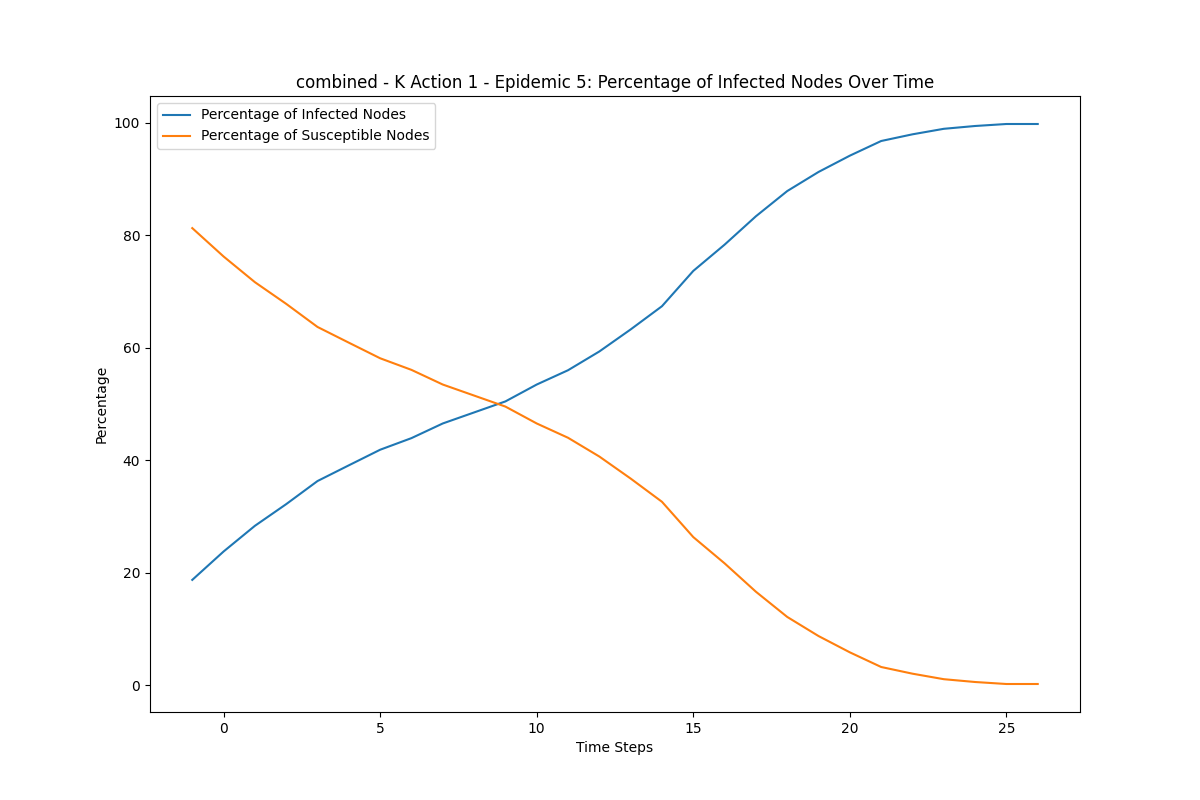 combined - K Action 1 - Epidemic 5: Percentage of Infected Nodes Over Time
Percentage of Infected Nodes
Percentage of Susceptible Nodes
Percentage
100
80
60
40
20
0
0 5 10 15 20 25
Time Steps